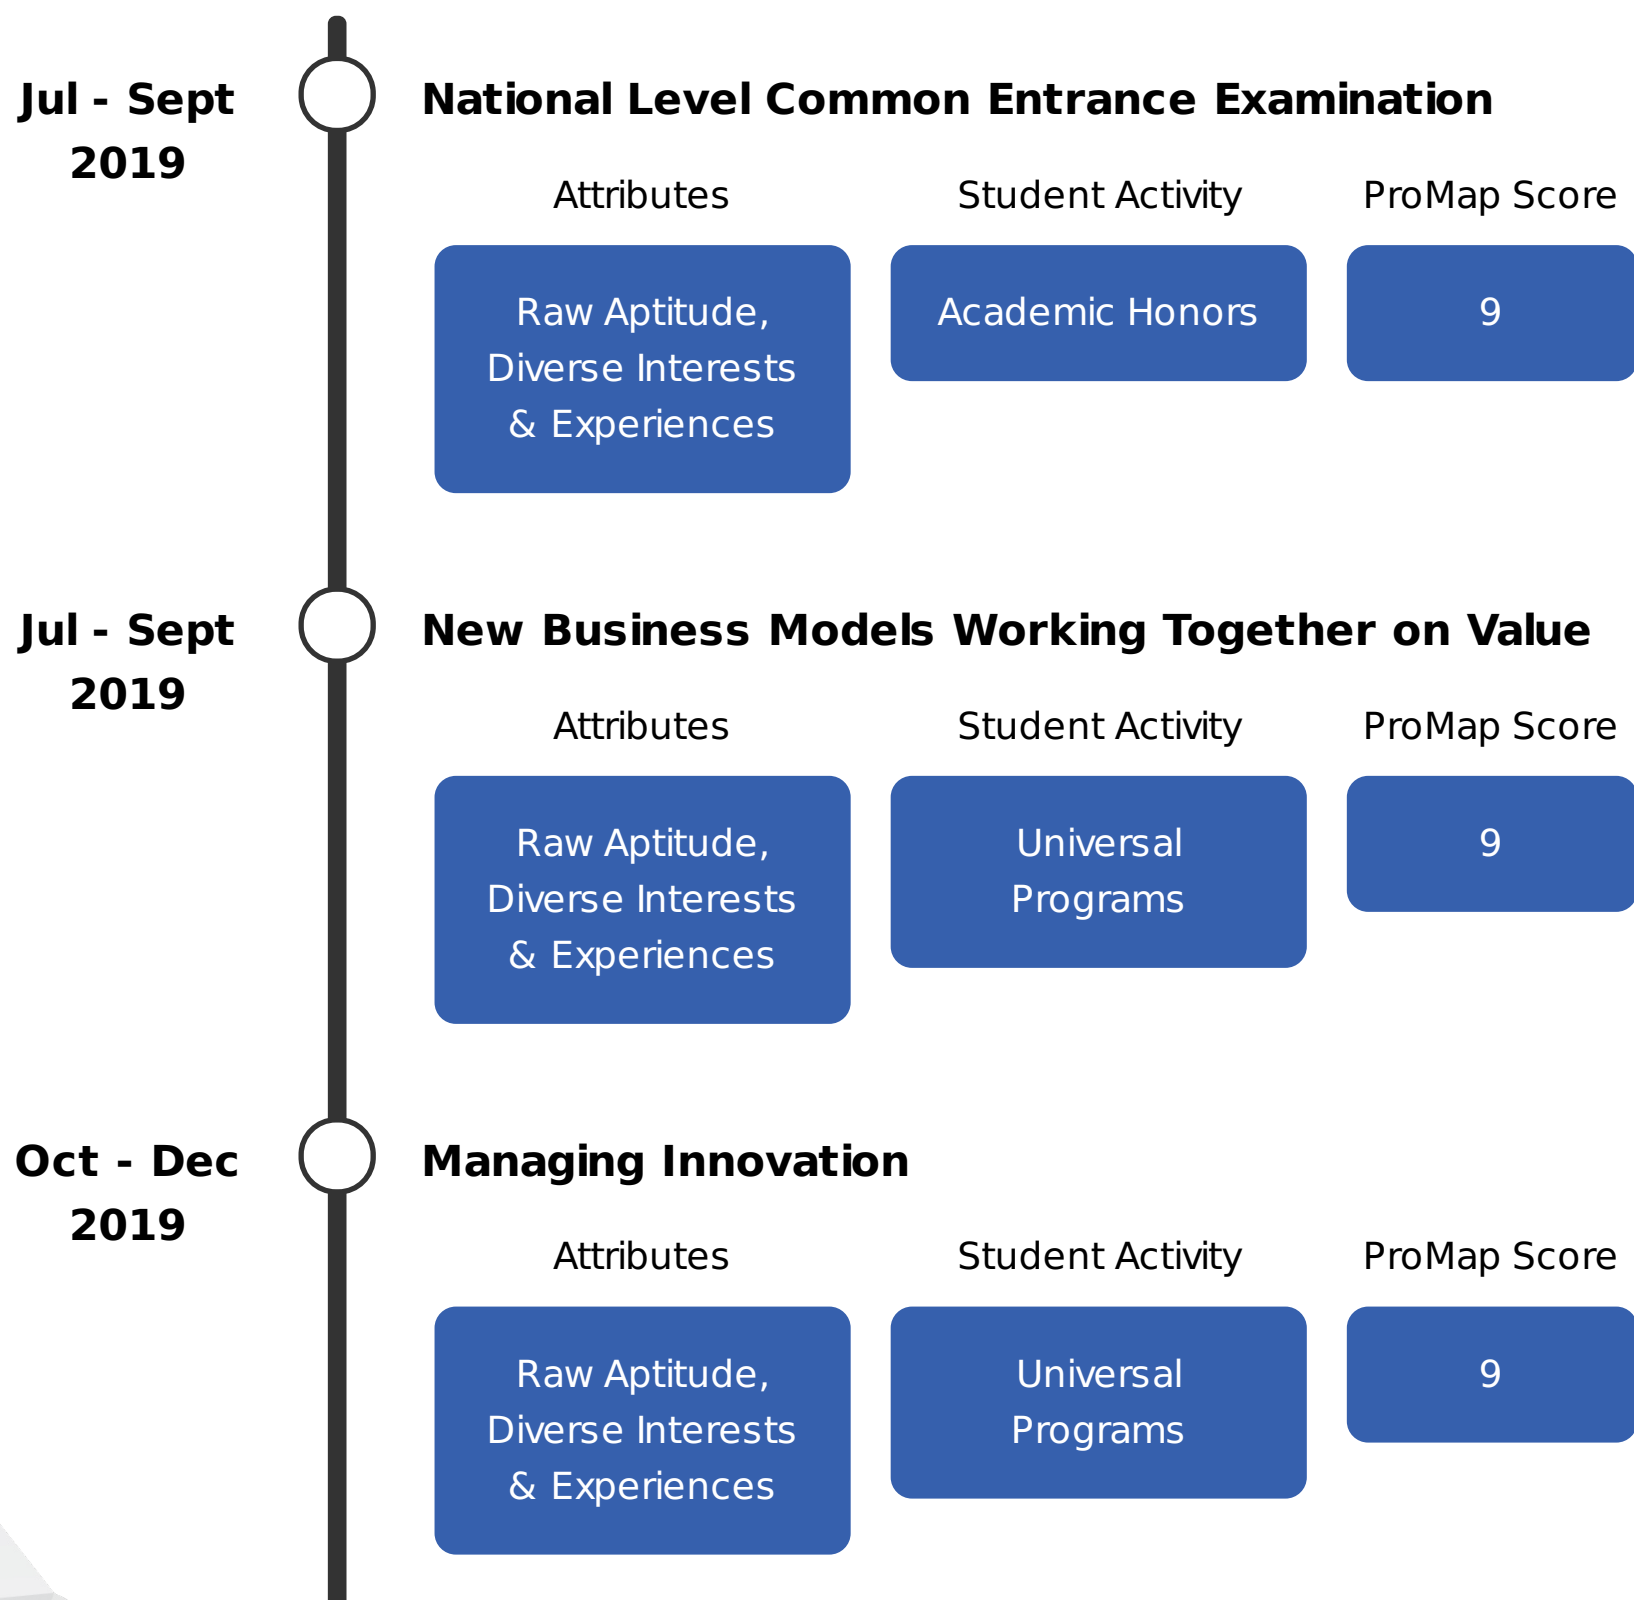 Jul - Sept
2019
National Level Common Entrance Examination
Attributes
Student Activity
ProMap Score
Raw Aptitude,
Diverse Interests
& Experiences
Academic Honors
9
Jul - Sept
2019
New Business Models Working Together on Value
Attributes
Student Activity
ProMap Score
Raw Aptitude,
Diverse Interests
& Experiences
Universal
Programs
9
Oct - Dec
2019
Managing Innovation
Attributes
Student Activity
ProMap Score
Raw Aptitude,
Diverse Interests
& Experiences
Universal
Programs
9